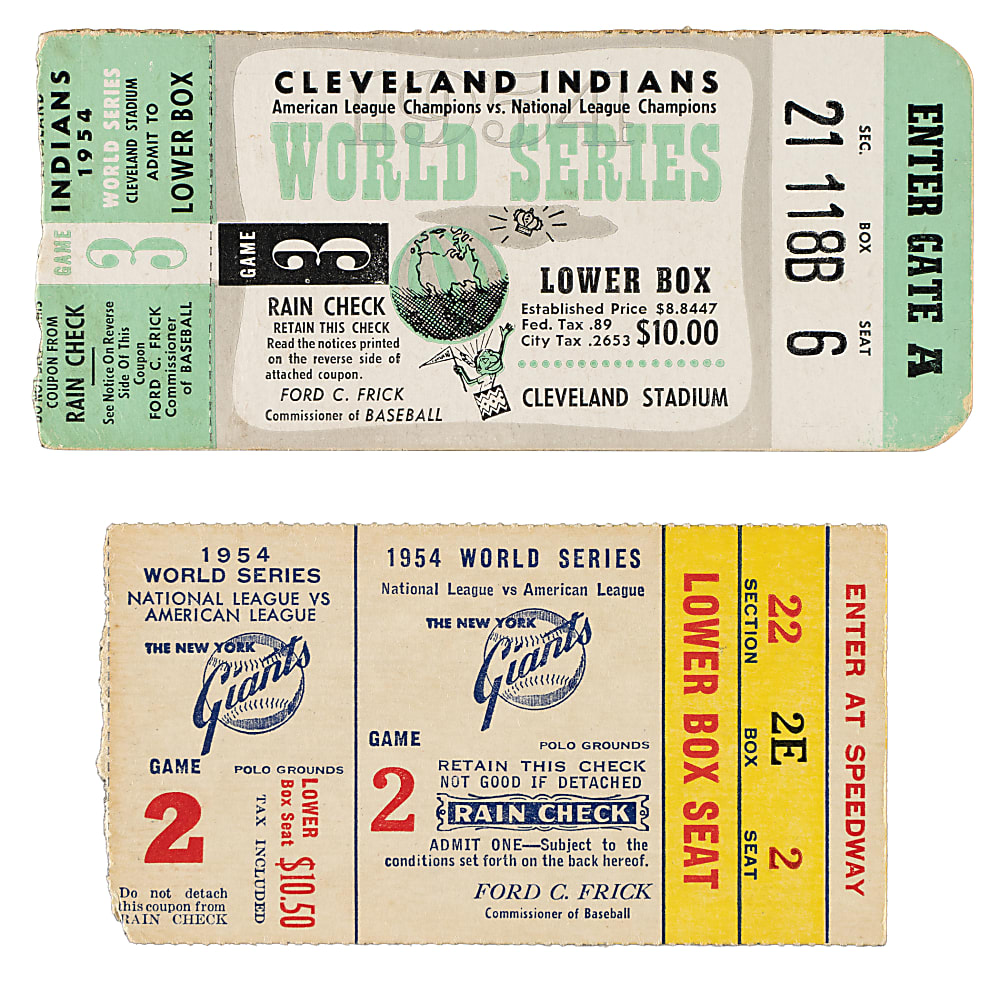 INDIANS
1954
WORLD SERIES
CLEVELAND STADIUM
ADMIT TO
LOWER BOX
GAME
3
COUPON FROM
RAIN CHECK
See Notice On Reverse
Side Of This
Coupon
FORD C. FRICK
Commissioner
of BASEBALL
1954
CLEVELAND INDIANS
American League Champions vs. National League Champions
WORLD SERIES
GAME
3
RAIN CHECK
RETAIN THIS CHECK
Read the notices printed
on the reverse side of
attached coupon.
FORD C. FRICK
Commissioner of BASEBALL
LOWER BOX
Established Price $8.8447
Fed. Tax .89
City Tax .2653 $10.00
CLEVELAND STADIUM
SEC. BOX SEAT
21 118B 6
ENTER GATE A
1954
WORLD SERIES
NATIONAL LEAGUE VS
AMERICAN LEAGUE
THE NEW YORK
Giants
GAME
2
POLO GROUNDS
LOWER
Box Seat $10.50
TAX INCLUDED
Do not detach
this coupon from
RAIN CHECK
1954 WORLD SERIES
National League vs American League
THE NEW YORK
Giants
GAME
2
POLO GROUNDS
RETAIN THIS CHECK
NOT GOOD IF DETACHED
RAIN CHECK
ADMIT ONE—Subject to the
conditions set forth on the back hereof.
FORD C. FRICK
Commissioner of Baseball
LOWER BOX SEAT
SECTION BOX SEAT
22 2E 2
ENTER AT SPEEDWAY